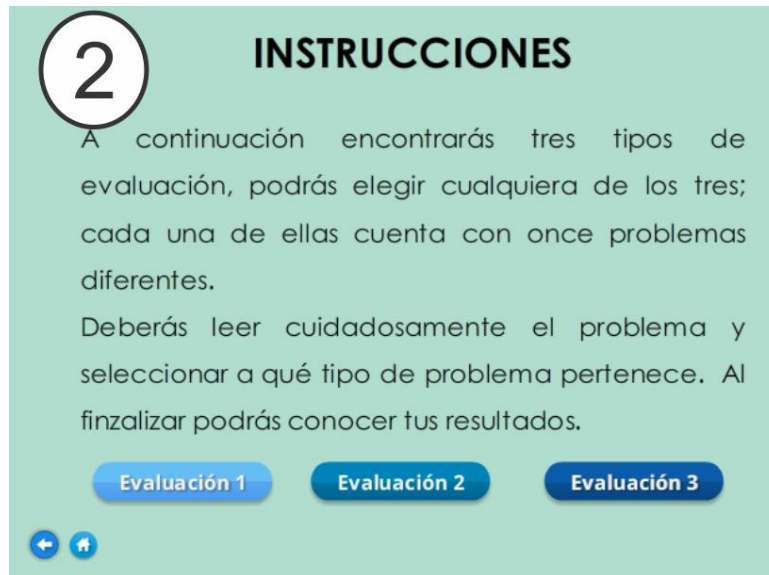 2
INSTRUCCIONES
A continuación encontrarás tres tipos de
evaluación, podrás elegir cualquiera de los tres;
cada una de ellas cuenta con once problemas
diferentes.
Deberás leer cuidadosamente el problema y
seleccionar a qué tipo de problema pertenece. Al
finzalizar podrás conocer tus resultados.
Evaluación 1 Evaluación 2 Evaluación 3